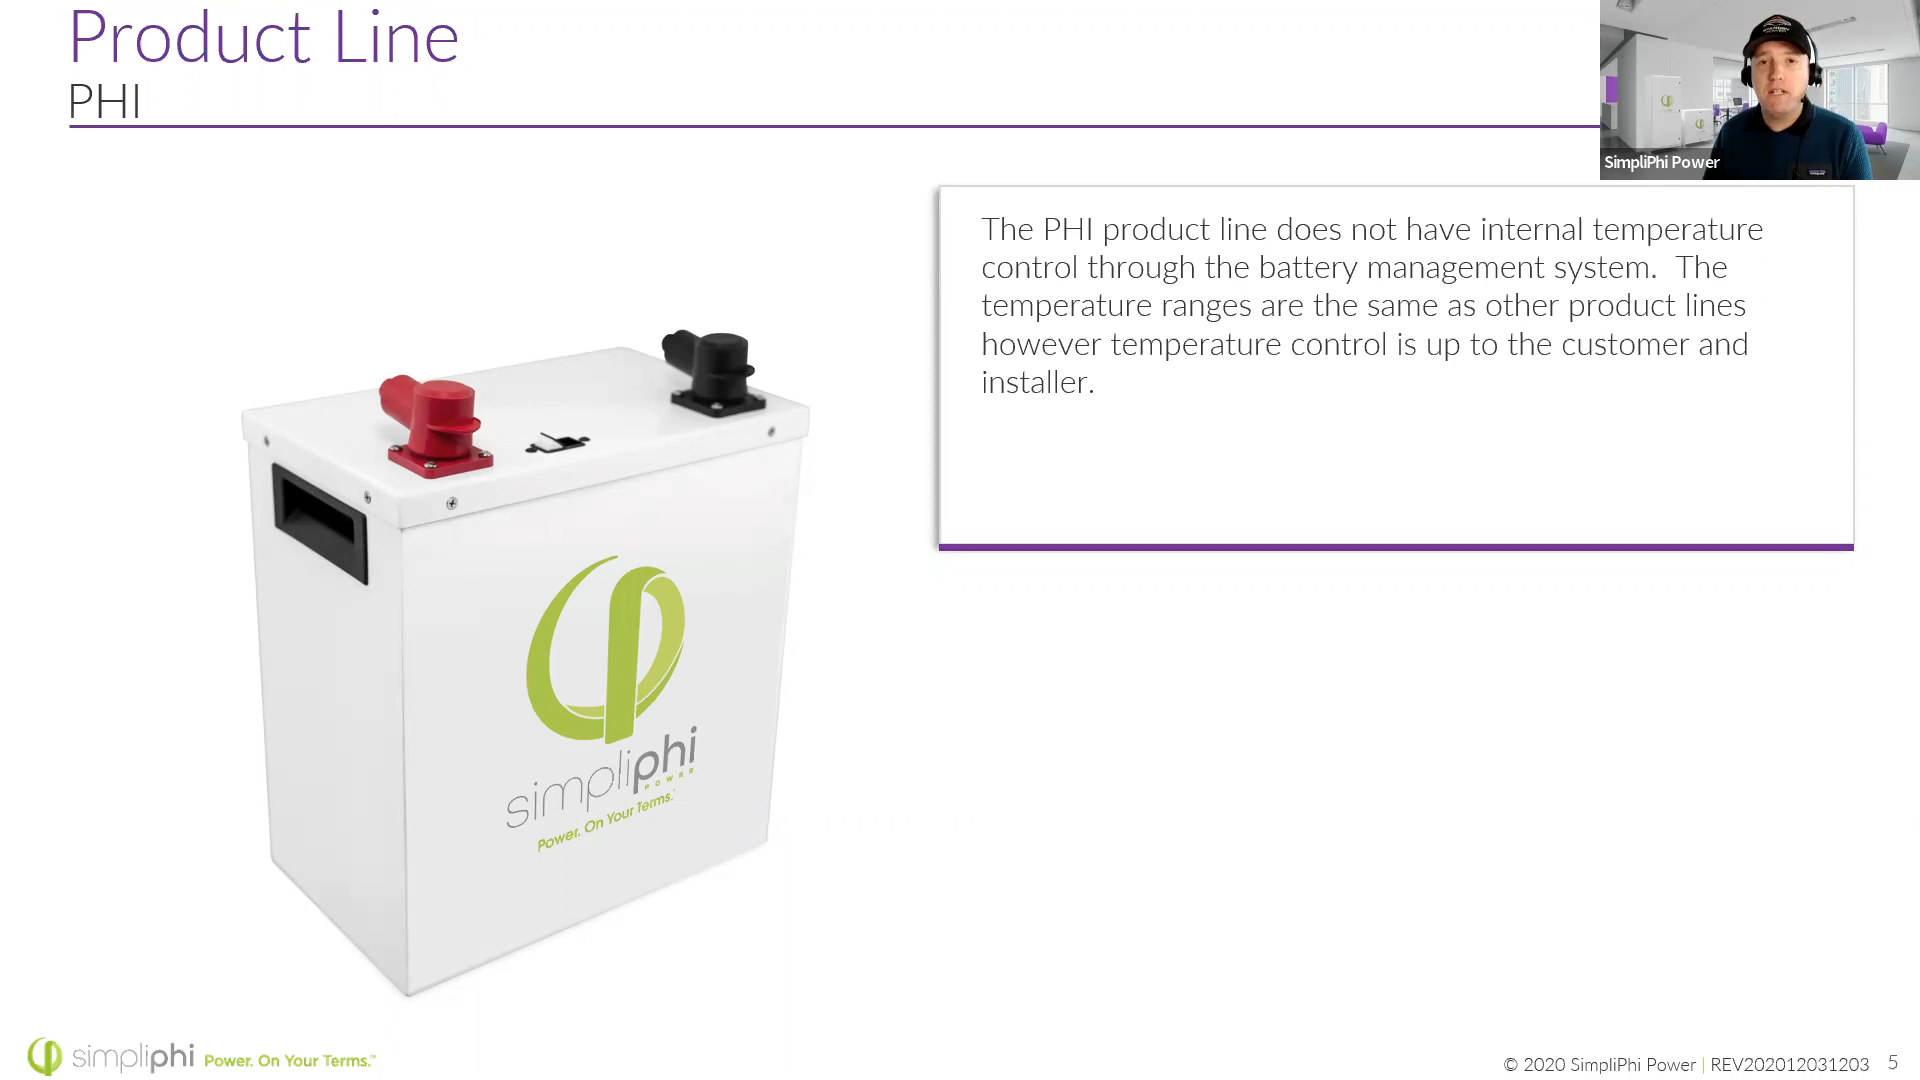 Product Line
PHI
SimpliPhi Power
The PHI product line does not have internal temperature
control through the battery management system.  The
temperature ranges are the same as other product lines
however temperature control is up to the customer and
installer.
simpliphi
POWER
Power. On Your Terms.™
simpliphi Power. On Your Terms.™
© 2020 SimpliPhi Power | REV202012031203 5